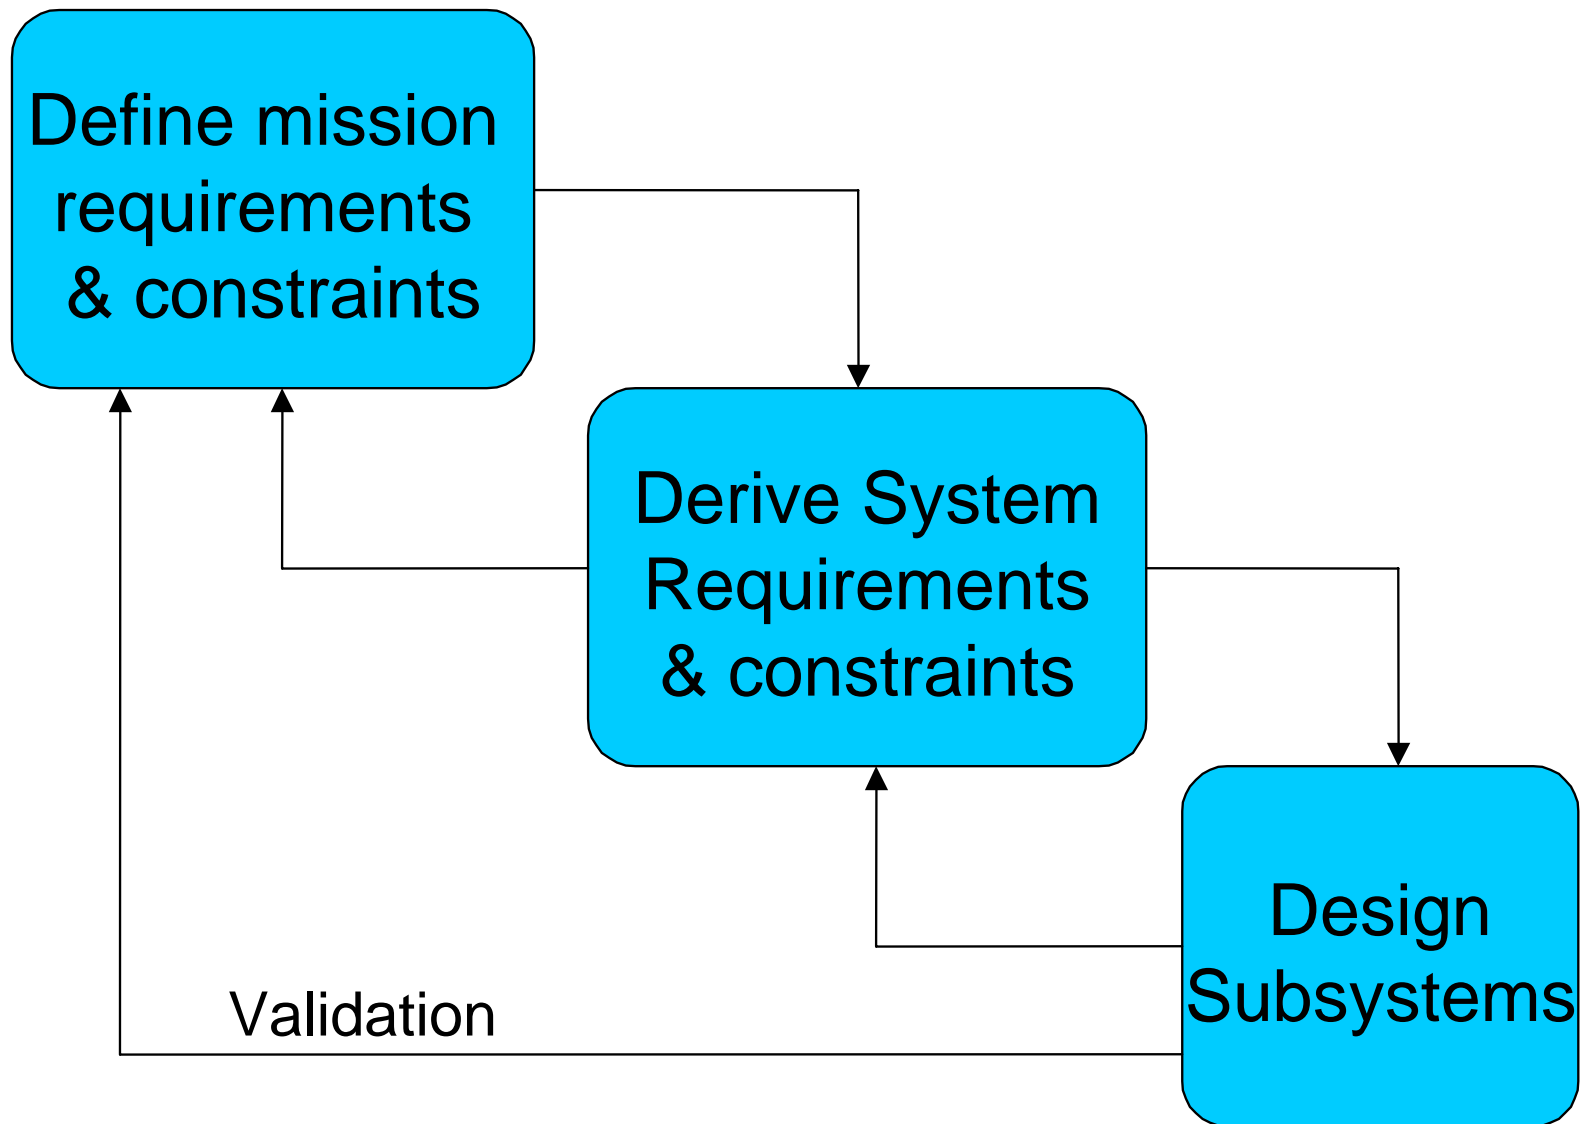 Define mission
requirements
& constraints
Derive System
Requirements
& constraints
Design
Subsystems
Validation